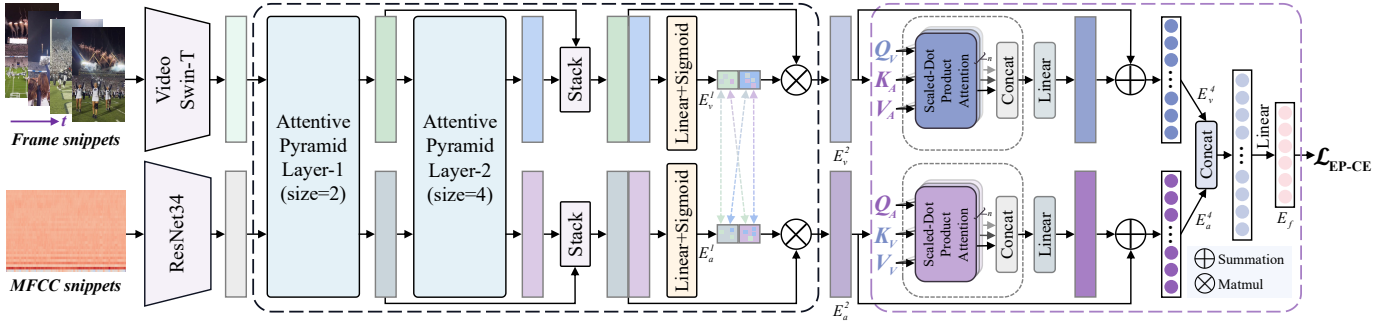 Video
Swin-T
t
Frame snippets
ResNet34
MFCC snippets
Attentive
Pyramid
Layer-1
(size=2)
Attentive
Pyramid
Layer-2
(size=4)
Stack
Stack
Linear+Sigmoid
Linear+Sigmoid
E_v^1
E_a^1
E_v^2
E_a^2
Q_V
K_A
V_A
Scaled-Dot
Product
Attention
n
Concat
Linear
Q_A
K_V
V_V
Scaled-Dot
Product
Attention
n
Concat
Linear
E_v^4
E_a^4
Concat
Linear
E_f
Summation
Matmul
ℒ_EP-CE